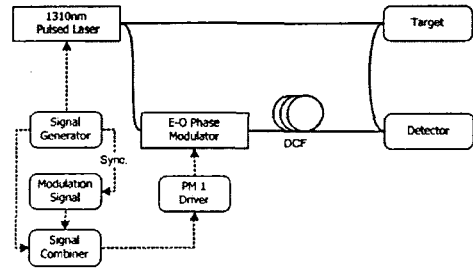 1310nm
Pulsed Laser
Target
Signal
Generator
E-O Phase
Modulator
DCF
Detector
Sync.
Modulation
Signal
PM 1
Driver
Signal
Combiner